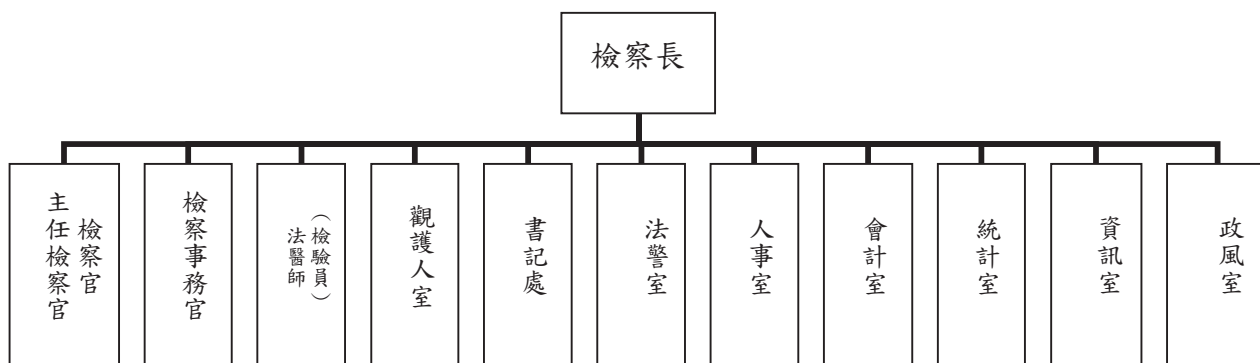 檢察長
主任檢察官
檢察官
檢察事務官
法醫師
（檢驗員）
觀護人室
書記處
法警室
人事室
會計室
統計室
資訊室
政風室